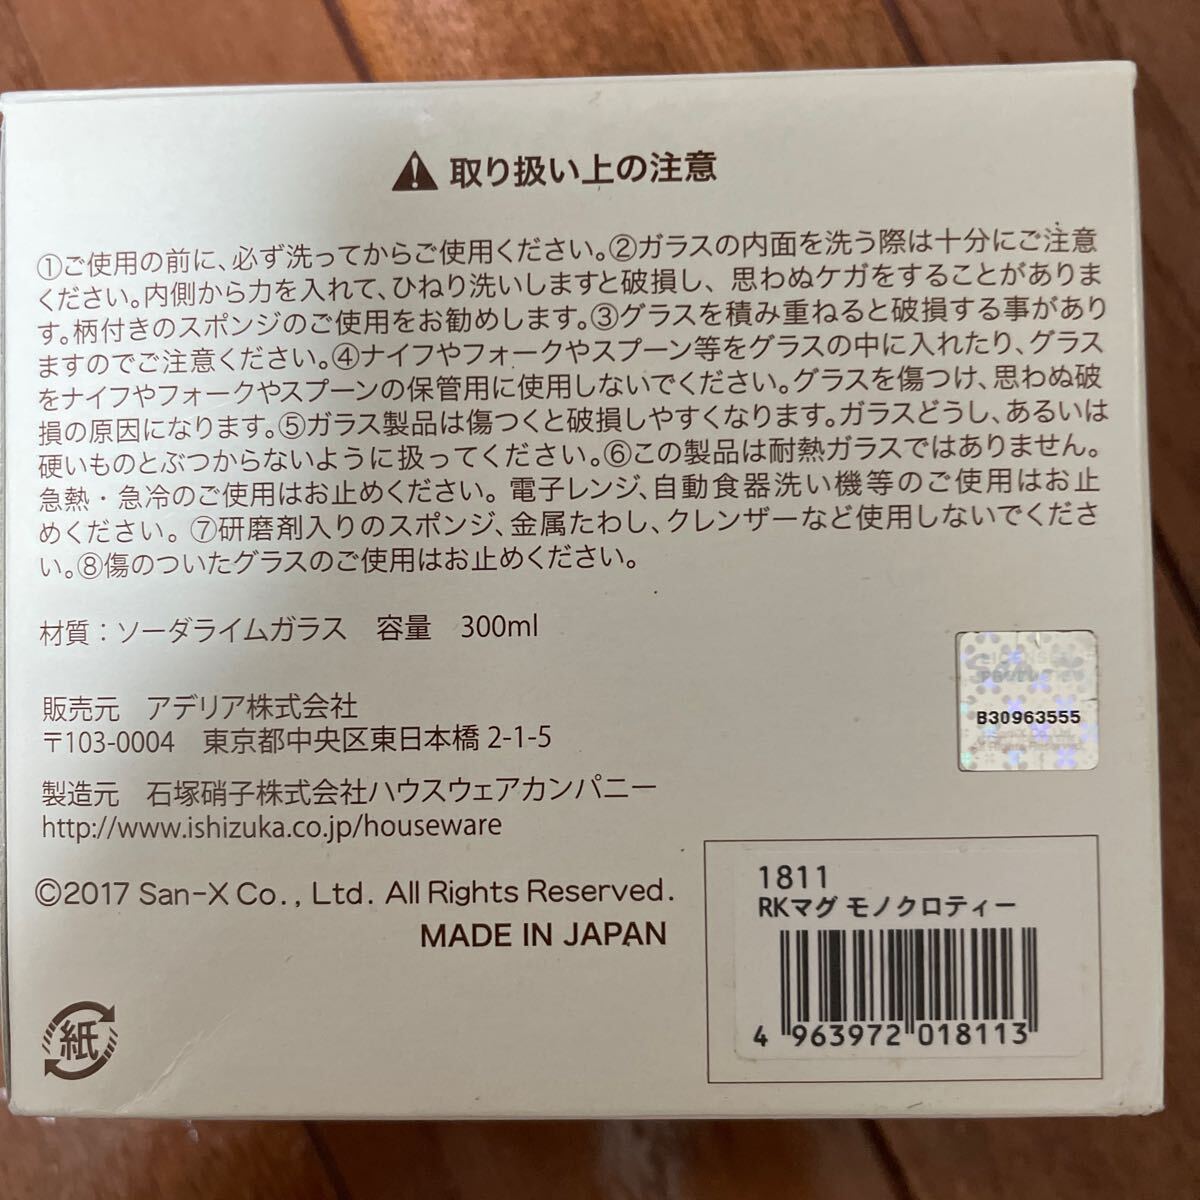 取り扱い上の注意
①ご使用の前に、必ず洗ってからご使用ください。②ガラスの内面を洗う際は十分にご注意
ください。内側から力を入れて、ひねり洗いしますと破損し、思わぬケガをすることがありま
す。柄付きのスポンジのご使用をお勧めします。③グラスを積み重ねると破損する事があり
ますのでご注意ください。④ナイフやフォークやスプーン等をグラスの中に入れたり、グラス
をナイフやフォークやスプーンの保管用に使用しないでください。グラスを傷つけ、思わぬ破
損の原因になります。⑤ガラス製品は傷つくと破損しやすくなります。ガラスどうし、あるいは
硬いものとぶつからないように扱ってください。⑥この製品は耐熱ガラスではありません。
急熱・急冷のご使用はお止めください。電子レンジ、自動食器洗い機等のご使用はお止
めください。⑦研磨剤入りのスポンジ、金属たわし、クレンザーなど使用しないでくださ
い。⑧傷のついたグラスのご使用はお止めください。
材質：ソーダライムガラス 容量 300ml
販売元 アデリア株式会社
〒103-0004 東京都中央区東日本橋 2-1-5
製造元 石塚硝子株式会社ハウスウェアカンパニー
http://www.ishizuka.co.jp/houseware
©2017 San-X Co., Ltd. All Rights Reserved.
MADE IN JAPAN
紙
B30963555
1811
RKマグ モノクロティー
4 963972 018113